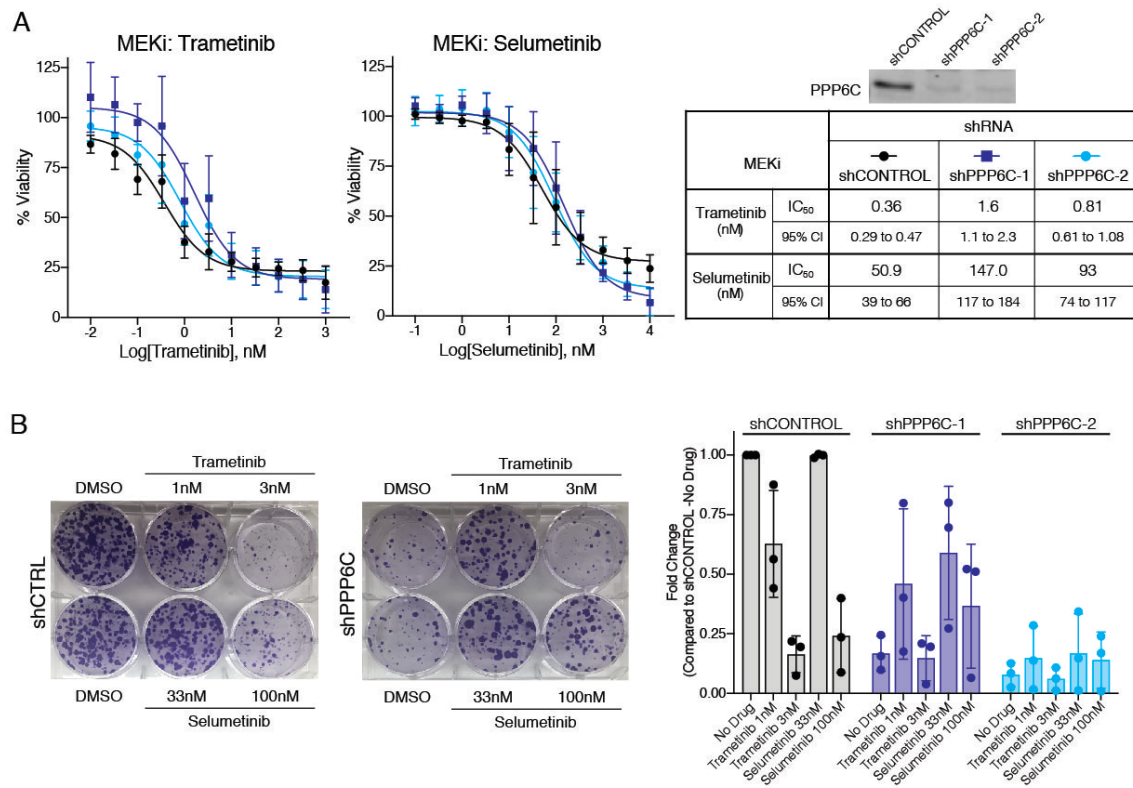 A
MEKi: Trametinib
125
100
75
50
25
0
% Viability
-2
-1
0
1
2
3
Log[Trametinib], nM
MEKi: Selumetinib
125
100
75
50
25
0
% Viability
-1
0
1
2
3
4
Log[Selumetinib], nM
shCONTROL
shPPP6C-1
shPPP6C-2
PPP6C
MEKi
shRNA
shCONTROL
shPPP6C-1
shPPP6C-2
Trametinib
(nM)
IC50
0.36
1.6
0.81
95% CI
0.29 to 0.47
1.1 to 2.3
0.61 to 1.08
Selumetinib
(nM)
IC50
50.9
147.0
93
95% CI
39 to 66
117 to 184
74 to 117
B
Trametinib
DMSO
1nM
3nM
shCTRL
DMSO
33nM
100nM
Selumetinib
Trametinib
DMSO
1nM
3nM
shPPP6C
DMSO
33nM
100nM
Selumetinib
shCONTROL
shPPP6C-1
shPPP6C-2
1.00
0.75
0.50
0.25
0.00
Fold Change
(Compared to shCONTROL -No Drug)
No Drug
Trametinib 1nM
Trametinib 3nM
Selumetinib 33nM
Selumetinib 100nM
No Drug
Trametinib 1nM
Trametinib 3nM
Selumetinib 33nM
Selumetinib 100nM
No Drug
Trametinib 1nM
Trametinib 3nM
Selumetinib 33nM
Selumetinib 100nM